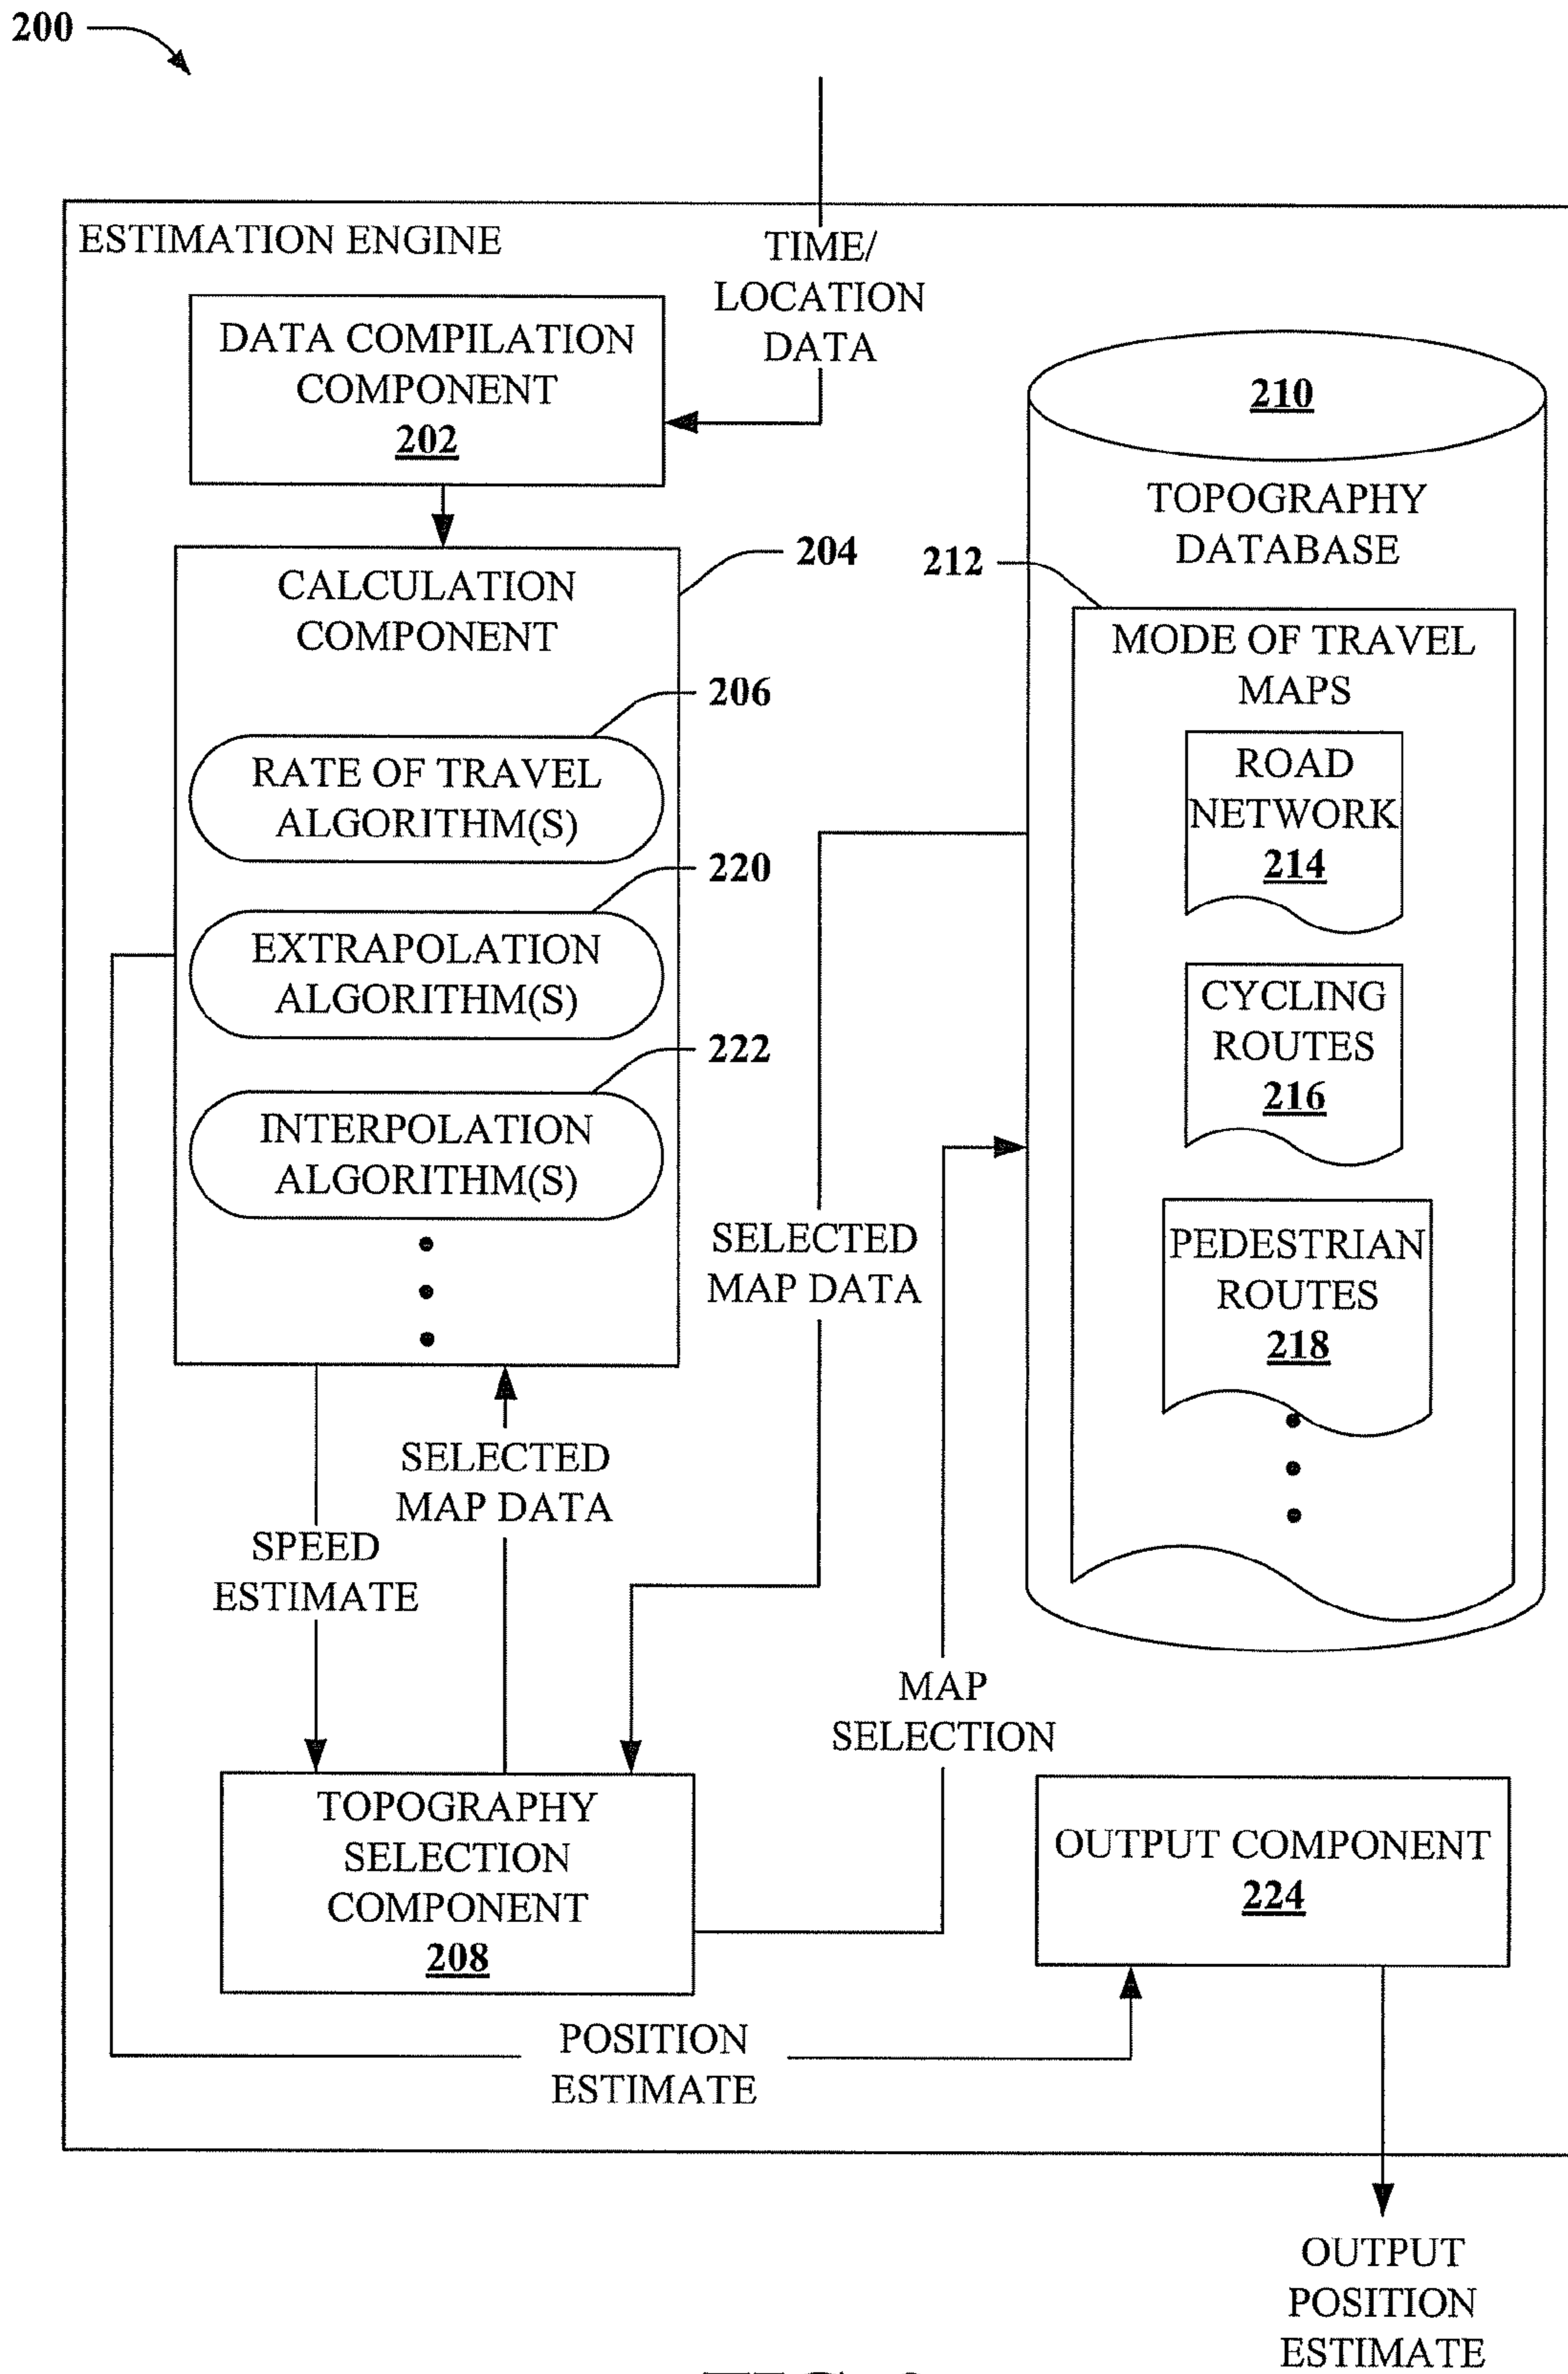 200
ESTIMATION ENGINE
TIME/
LOCATION
DATA
DATA COMPILATION
COMPONENT
202
210
TOPOGRAPHY
DATABASE
204
212
CALCULATION
COMPONENT
MODE OF TRAVEL
MAPS
206
RATE OF TRAVEL
ALGORITHM(S)
ROAD
NETWORK
214
220
EXTRAPOLATION
ALGORITHM(S)
CYCLING
ROUTES
216
222
INTERPOLATION
ALGORITHM(S)
SELECTED
MAP DATA
PEDESTRIAN
ROUTES
218
SELECTED
MAP DATA
SPEED
ESTIMATE
MAP
SELECTION
TOPOGRAPHY
SELECTION
COMPONENT
208
OUTPUT COMPONENT
224
POSITION
ESTIMATE
OUTPUT
POSITION
ESTIMATE